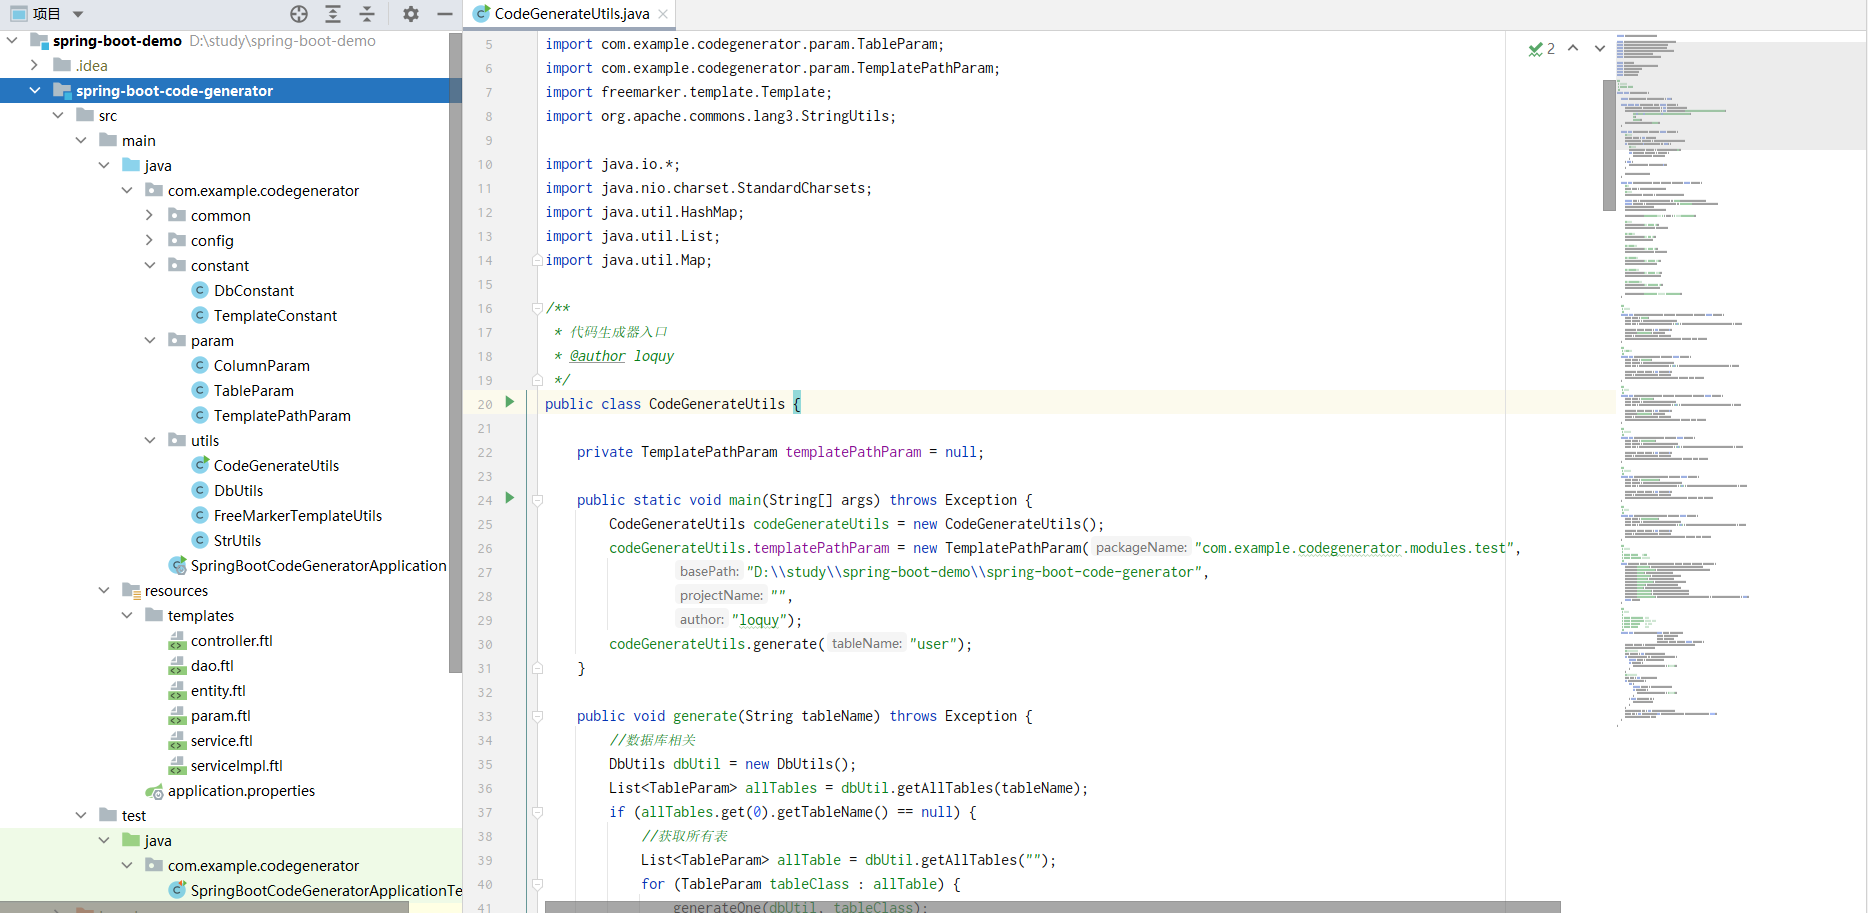 项目
CodeGenerateUtils.java
spring-boot-demo D:\study\spring-boot-demo
.idea
spring-boot-code-generator
src
main
java
com.example.codegenerator
common
config
constant
DbConstant
TemplateConstant
param
ColumnParam
TableParam
TemplatePathParam
utils
CodeGenerateUtils
DbUtils
FreeMarkerTemplateUtils
StrUtils
SpringBootCodeGeneratorApplication
resources
templates
controller.ftl
dao.ftl
entity.ftl
param.ftl
service.ftl
serviceImpl.ftl
application.properties
test
java
com.example.codegenerator
SpringBootCodeGeneratorApplicationTe
2
5 import com.example.codegenerator.param.TableParam;
6 import com.example.codegenerator.param.TemplatePathParam;
7 import freemarker.template.Template;
8 import org.apache.commons.lang3.StringUtils;
9
10 import java.io.*;
11 import java.nio.charset.StandardCharsets;
12 import java.util.HashMap;
13 import java.util.List;
14 import java.util.Map;
15
16 /**
17 * 代码生成器入口
18 * @author loquy
19 */
20 public class CodeGenerateUtils {
21
22 private TemplatePathParam templatePathParam = null;
23
24 public static void main(String[] args) throws Exception {
25 CodeGenerateUtils codeGenerateUtils = new CodeGenerateUtils();
26 codeGenerateUtils.templatePathParam = new TemplatePathParam( packageName: "com.example.codegenerator.modules.test",
27 basePath: "D:\\study\\spring-boot-demo\\spring-boot-code-generator",
28 projectName: "",
29 author: "loquy");
30 codeGenerateUtils.generate( tableName: "user");
31 }
32
33 public void generate(String tableName) throws Exception {
34 //数据库相关
35 DbUtils dbUtil = new DbUtils();
36 List<TableParam> allTables = dbUtil.getAllTables(tableName);
37 if (allTables.get(0).getTableName() == null) {
38 //获取所有表
39 List<TableParam> allTable = dbUtil.getAllTables("");
40 for (TableParam tableClass : allTable) {
41 generateOne(dbUtil, tableClass);